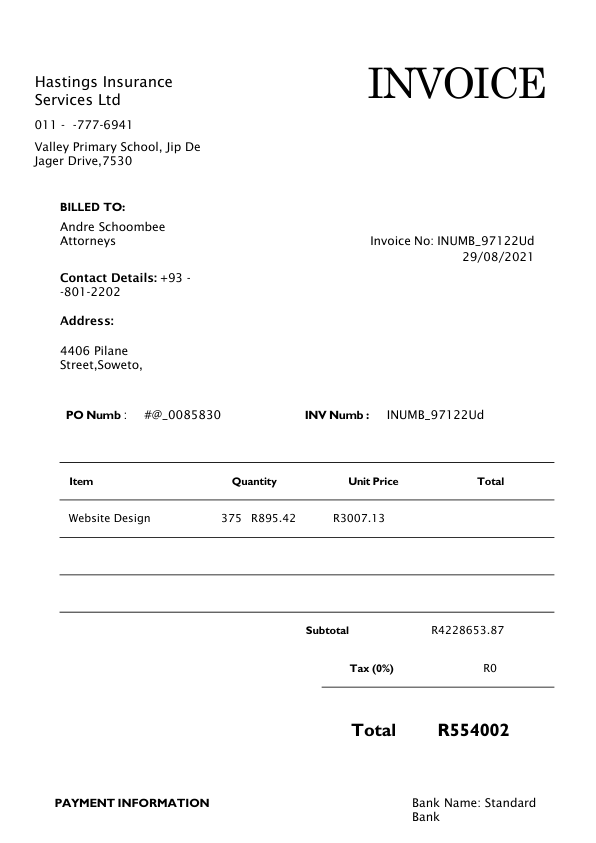 Hastings Insurance
Services Ltd
INVOICE
011 -  -777-6941
Valley Primary School, Jip De
Jager Drive,7530
BILLED TO:
Andre Schoombee
Attorneys
Invoice No: INUMB_97122Ud
29/08/2021
Contact Details: +93 -
-801-2202
Address:
4406 Pilane
Street,Soweto,
PO Numb : #@_0085830 INV Numb : INUMB_97122Ud
Item Quantity Unit Price Total
Website Design 375 R895.42 R3007.13
Subtotal R4228653.87
Tax (0%) R0
Total R554002
PAYMENT INFORMATION
Bank Name: Standard
Bank